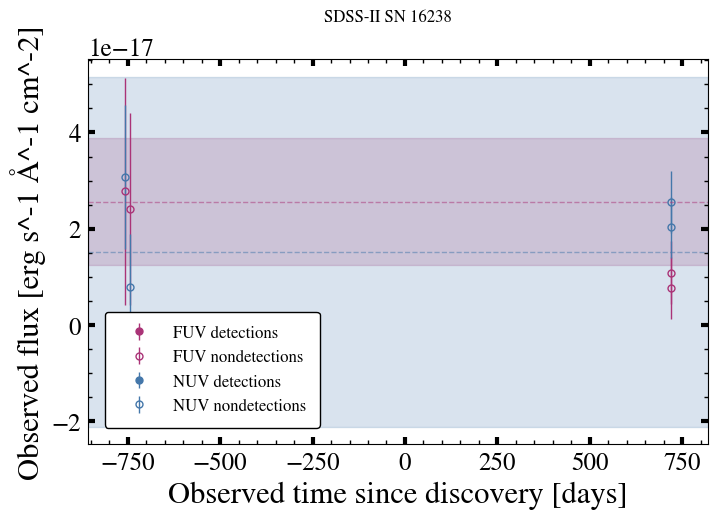 SDSS-II SN 16238
1e−17
Observed flux [erg s^-1 Å^-1 cm^-2]
4
2
0
−2
FUV detections
FUV nondetections
NUV detections
NUV nondetections
−750 −500 −250 0 250 500 750
Observed time since discovery [days]